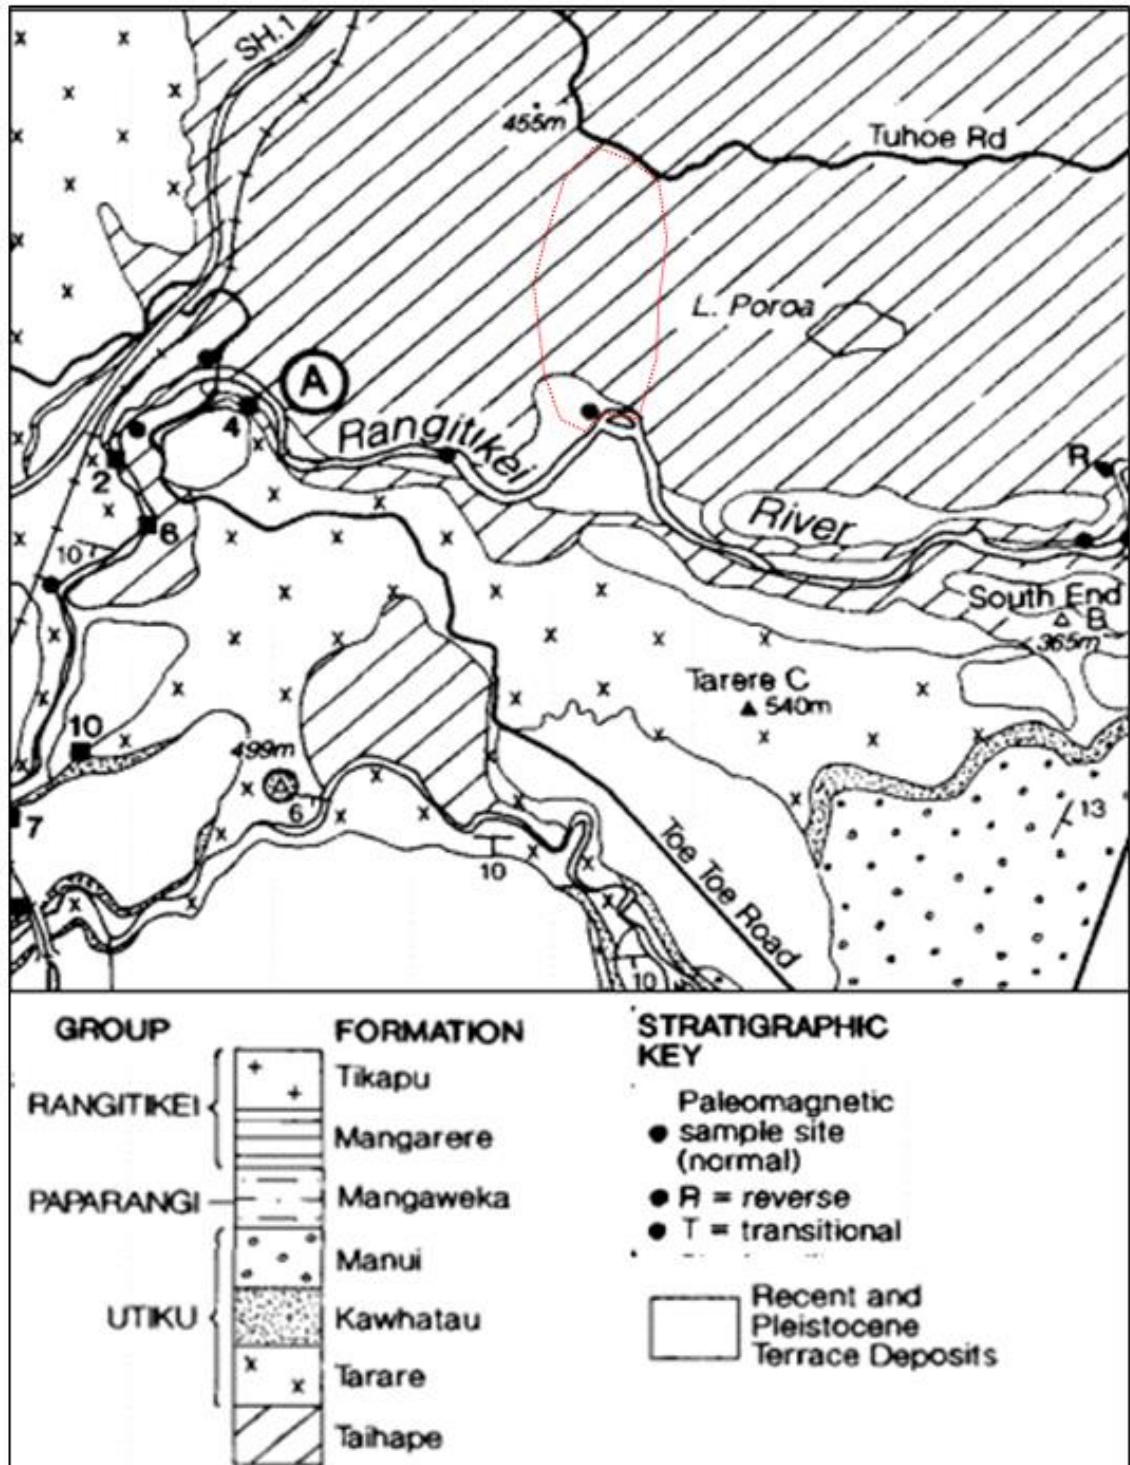 SH.1
455m
Tuhoe Rd
L. Poroa
A
Rangitikei
4
2
R
River
6
10
South End
B
365m
Tarere C
540m
10
499m
6
13
7
10
Toe Toe Road
10
GROUP
FORMATION
RANGITIKEI
Tikapu
Mangarere
PAPARANGI
Mangaweka
UTIKU
Manui
Kawhatau
Tarare
Taihape
STRATIGRAPHIC
KEY
Paleomagnetic
sample site
(normal)
R = reverse
T = transitional
Recent and
Pleistocene
Terrace Deposits